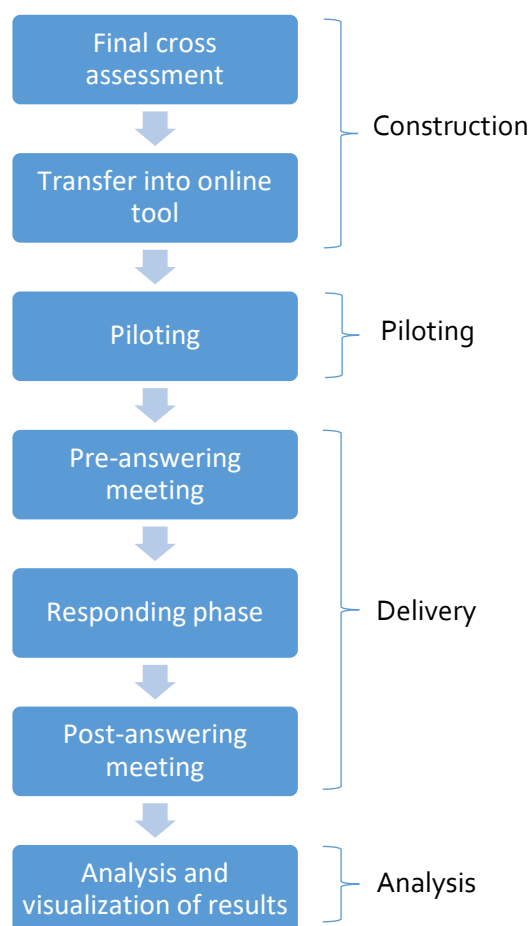 Final cross
assessment
Construction
Transfer into online
tool
Piloting
Piloting
Pre-answering
meeting
Responding phase
Delivery
Post-answering
meeting
Analysis and
visualization of results
Analysis